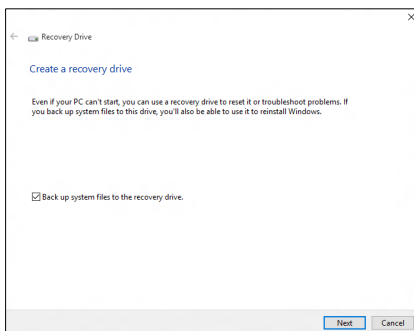 Recovery Drive
Create a recovery drive
Even if your PC can't start, you can use a recovery drive to reset it or troubleshoot problems. If
you back up system files to this drive, you'll also be able to use it to reinstall Windows.
Back up system files to the recovery drive.
Next Cancel